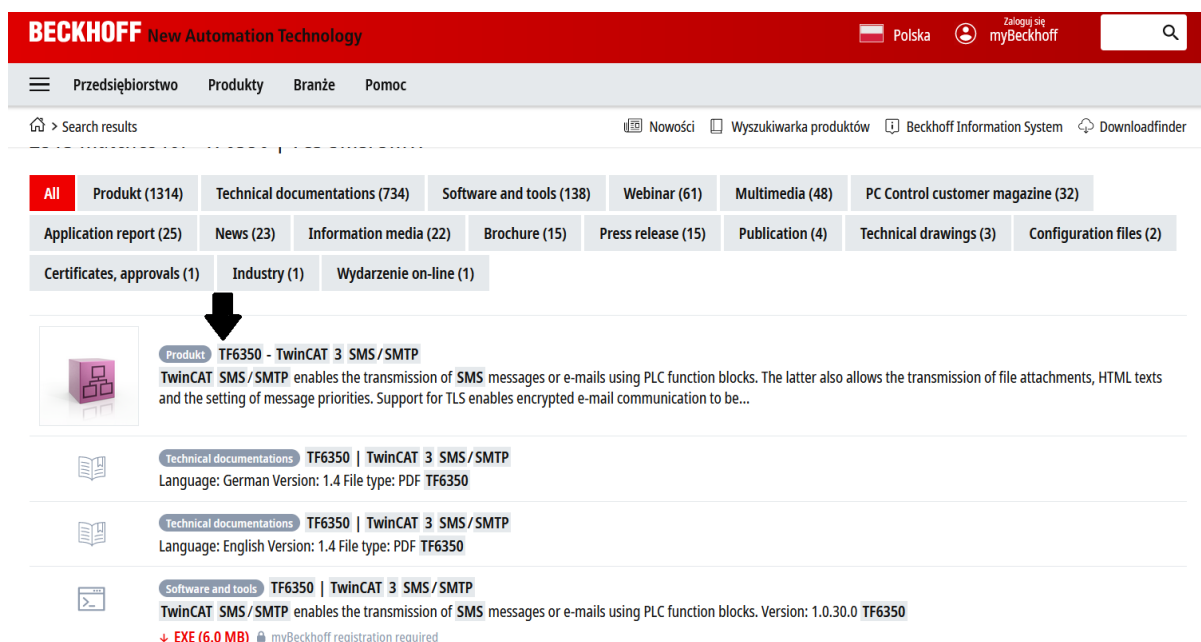 BECKHOFF New Automation Technology
Polska
Zaloguj się
myBeckhoff
Przedsiębiorstwo Produkty Branże Pomoc
> Search results
Nowości Wyszukiwarka produktów Beckhoff Information System Downloadfinder
All Produkt (1314) Technical documentations (734) Software and tools (138) Webinar (61) Multimedia (48) PC Control customer magazine (32)
Application report (25) News (23) Information media (22) Brochure (15) Press release (15) Publication (4) Technical drawings (3) Configuration files (2)
Certificates, approvals (1) Industry (1) Wydarzenie on-line (1)
Produkt TF6350 - TwinCAT 3 SMS/SMTP
TwinCAT SMS/SMTP enables the transmission of SMS messages or e-mails using PLC function blocks. The latter also allows the transmission of file attachments, HTML texts
and the setting of message priorities. Support for TLS enables encrypted e-mail communication to be...
Technical documentations TF6350 | TwinCAT 3 SMS/SMTP
Language: German Version: 1.4 File type: PDF TF6350
Technical documentations TF6350 | TwinCAT 3 SMS/SMTP
Language: English Version: 1.4 File type: PDF TF6350
Software and tools TF6350 | TwinCAT 3 SMS/SMTP
TwinCAT SMS/SMTP enables the transmission of SMS messages or e-mails using PLC function blocks. Version: 1.0.30.0 TF6350
EXE (6.0 MB) myBeckhoff registration required